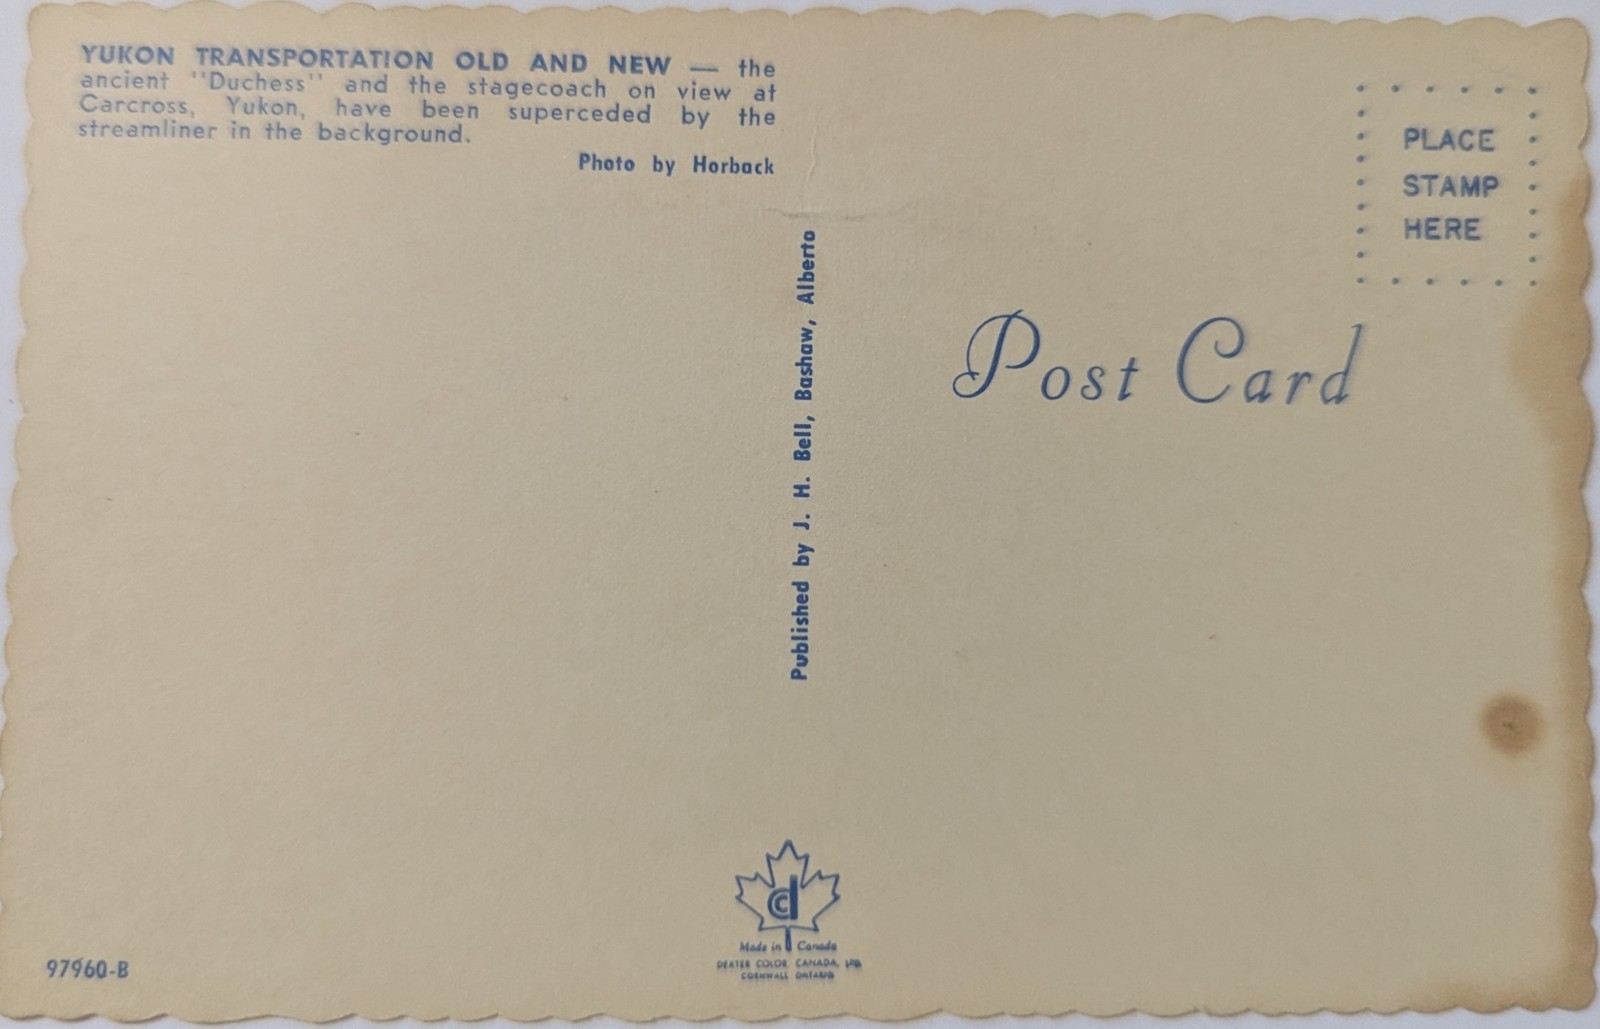 YUKON TRANSPORTATION OLD AND NEW — the
ancient "Duchess" and the stagecoach on view at
Carcross, Yukon, have been superceded by the
streamliner in the background.
Photo by Horback
Published by J. H. Bell, Bashaw, Alberto
PLACE
STAMP
HERE
Post Card
cd
Made in Canada
DEXTER COLOR, CANADA, LTD.
CORNWALL ONTARIO
97960-B